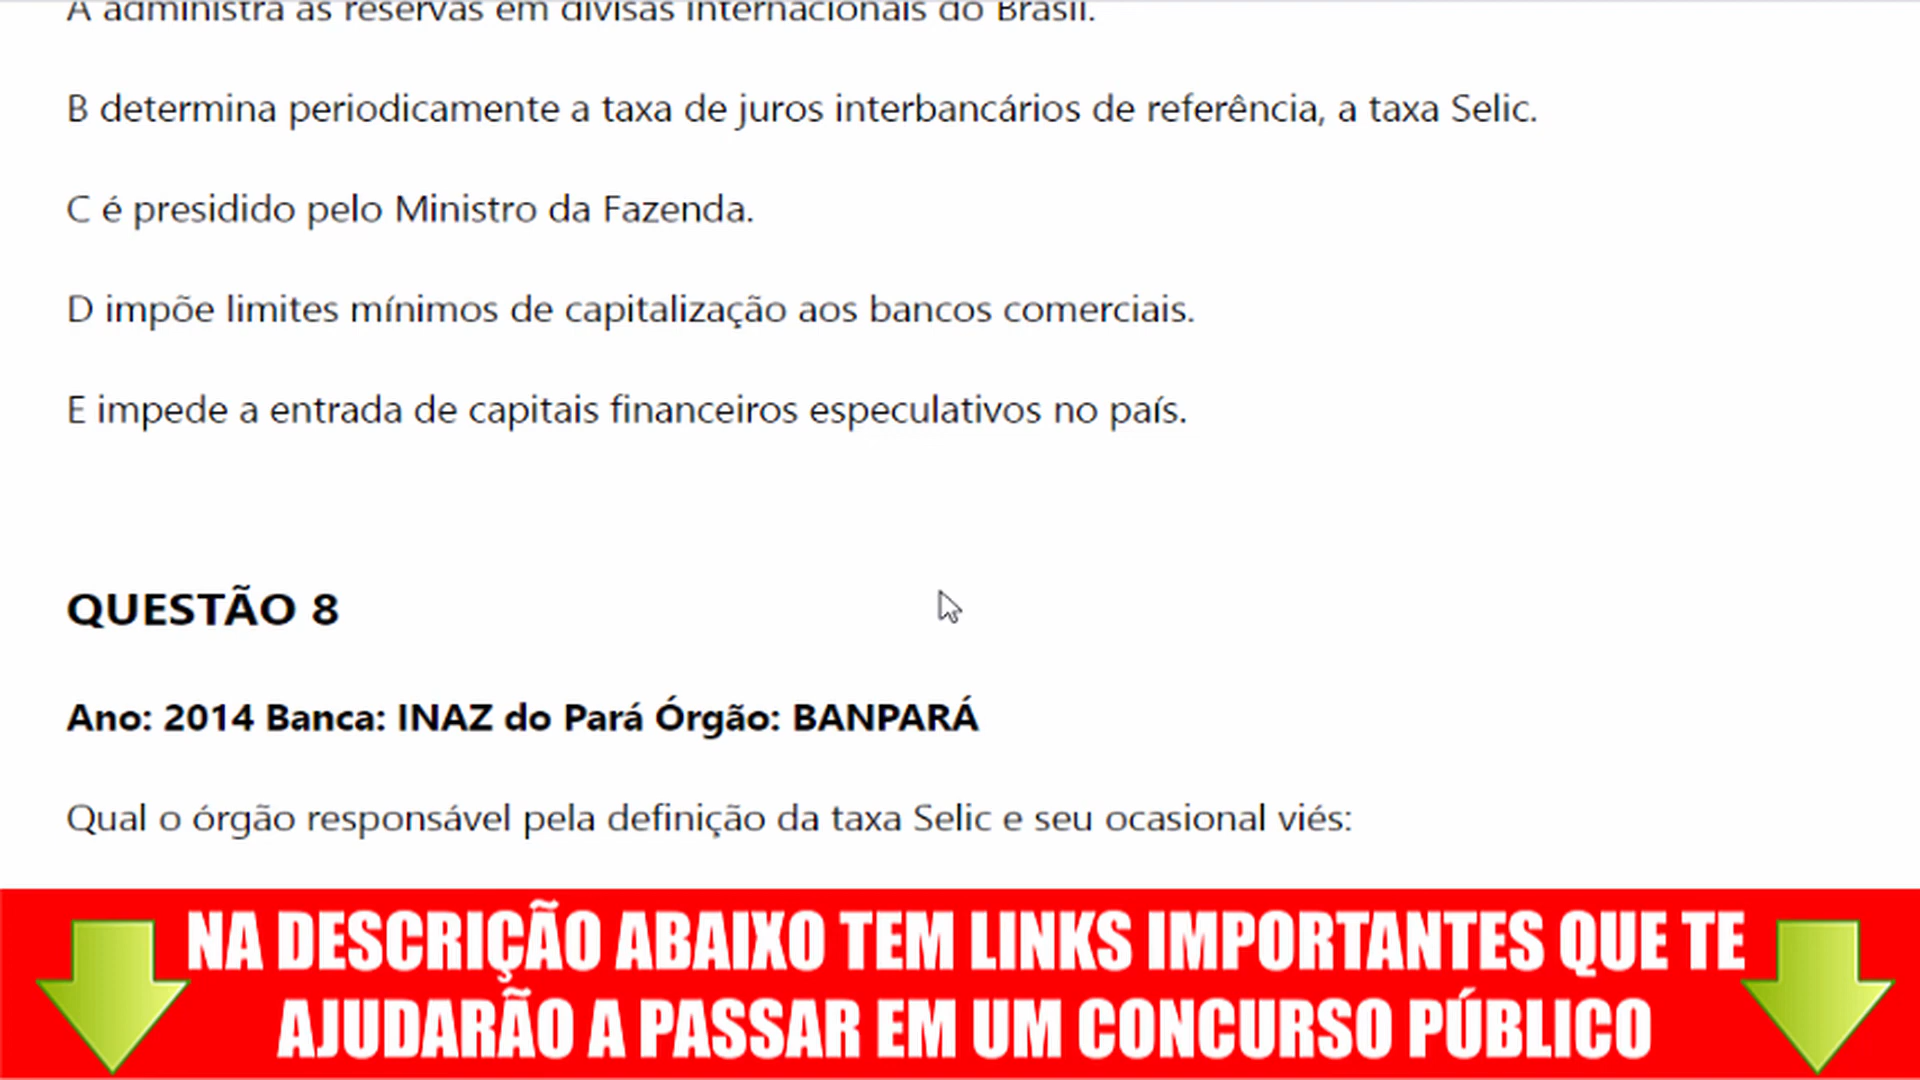 A administra as reservas em divisas internacionais do Brasil.
B determina periodicamente a taxa de juros interbancários de referência, a taxa Selic.
C é presidido pelo Ministro da Fazenda.
D impõe limites mínimos de capitalização aos bancos comerciais.
E impede a entrada de capitais financeiros especulativos no país.
QUESTÃO 8
Ano: 2014 Banca: INAZ do Pará Órgão: BANPARÁ
Qual o órgão responsável pela definição da taxa Selic e seu ocasional viés:
NA DESCRIÇÃO ABAIXO TEM LINKS IMPORTANTES QUE TE
AJUDARÃO A PASSAR EM UM CONCURSO PÚBLICO